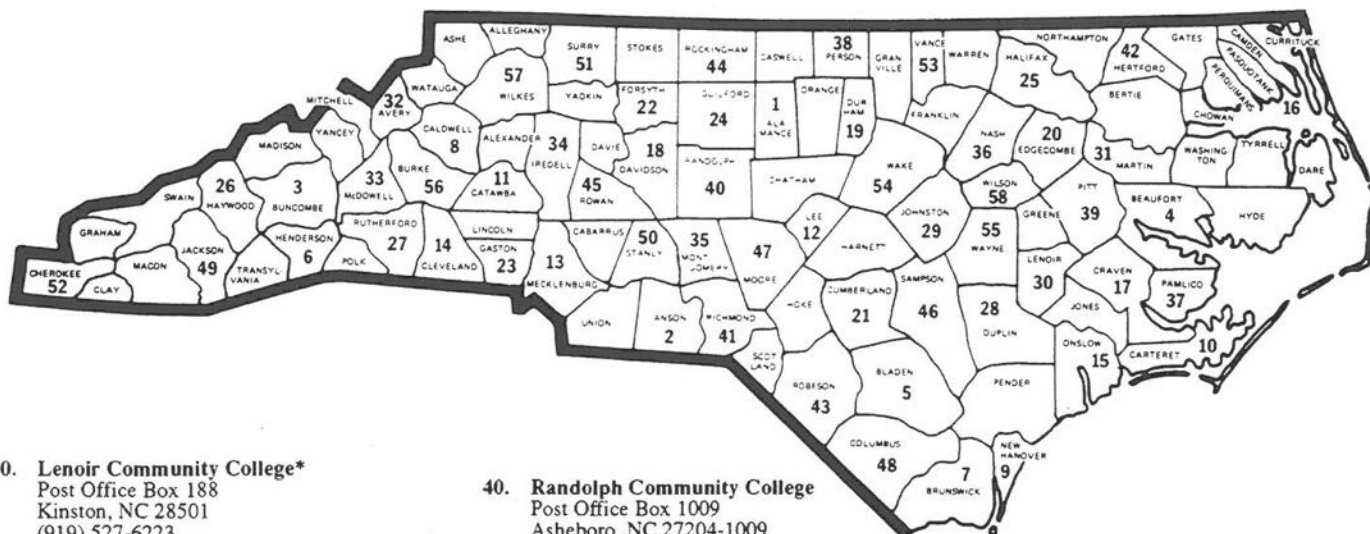 ASHE
ALLEGHANY
SURRY
51
STOKES
ROCKINGHAM
44
CASWELL
38
PERSON
GRAN
VILLE
VANCE
53
WARREN
NORTHAMPTON
HALIFAX
25
42
HERTFORD
GATES
CAMDEN
PASQUOTANK
PERQUIMANS
CURRITUCK
16
CHOWAN
BERTIE
WATAUGA
57
WILKES
YADKIN
FORSYTH
22
GUILFORD
24
1
ALA
MANCE
ORANGE
DUR
HAM
19
FRANKLIN
NASH
36
20
EDGECOMBE
31
MARTIN
WASHING-
TON
TYRRELL
DARE
MITCHELL
32
AVERY
YANCEY
CALDWELL
8
ALEXANDER
34
IREDELL
DAVIE
18
DAVIDSON
RANDOLPH
40
CHATHAM
WAKE
54
WILSON
58
PITT
39
BEAUFORT
4
HYDE
MADISON
33
McDOWELL
BURKE
56
11
CATAWBA
45
ROWAN
LEE
12
HARNETT
JOHNSTON
29
55
WAYNE
GREENE
LENOIR
30
CRAVEN
17
PAMLICO
37
SWAIN
26
HAYWOOD
3
BUNCOMBE
RUTHERFORD
27
LINCOLN
GASTON
23
14
CLEVELAND
CABARRUS
50
STANLY
35
MONT
GOMERY
47
MOORE
GRAHAM
JACKSON
49
HENDERSON
6
POLK
TRANSYL-
VANIA
CHEROKEE
52
CLAY
MACON
13
MECKLENBURG
UNION
ANSON
2
RICHMOND
41
SCOT
LAND
HOKE
CUMBERLAND
21
SAMPSON
46
28
DUPLIN
JONES
ONSLOW
15
CARTERET
10
ROBESON
43
BLADEN
5
PENDER
COLUMBUS
48
7
BRUNSWICK
NEW
HANOVER
9
0. Lenoir Community College*
Post Office Box 188
Kinston, NC 28501
(919) 527-6223
40. Randolph Community College
Post Office Box 1009
Asheboro, NC 27204-1009